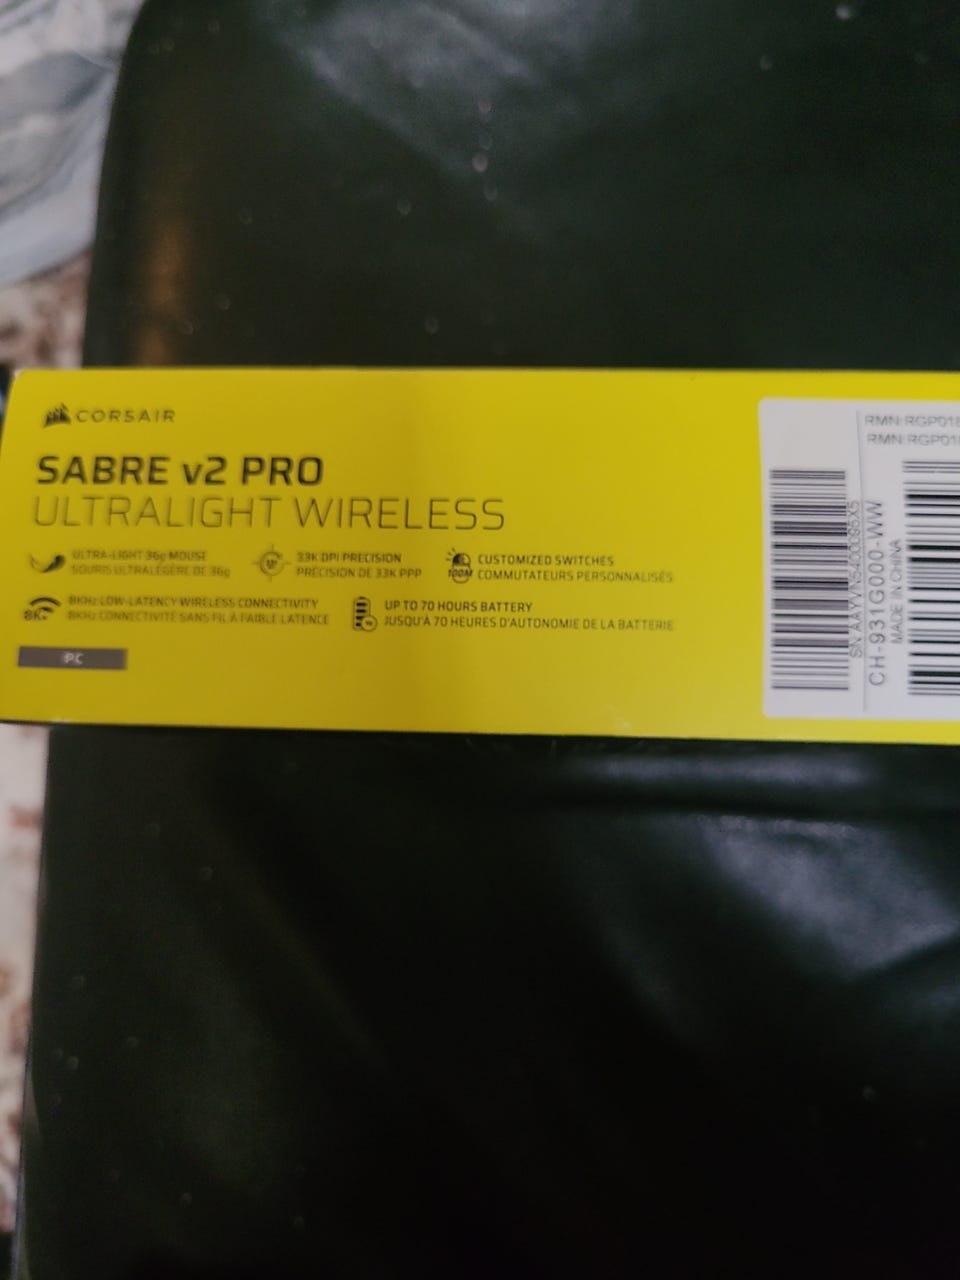 CORSAIR
SABRE v2 PRO
ULTRALIGHT WIRELESS
ULTRA-LIGHT 36g MOUSE
SOURIS ULTRALÉGÈRE DE 36g
33K DPI PRECISION
PRÉCISION DE 33K PPP
100M
CUSTOMIZED SWITCHES
COMMUTATEURS PERSONNALISÉS
8K
8KHz LOW-LATENCY WIRELESS CONNECTIVITY
8KHz CONNECTIVITÉ SANS FIL À FAIBLE LATENCE
UP TO 70 HOURS BATTERY
JUSQU'À 70 HEURES D'AUTONOMIE DE LA BATTERIE
PC
CH-931G000-WW
MADE IN CHINA